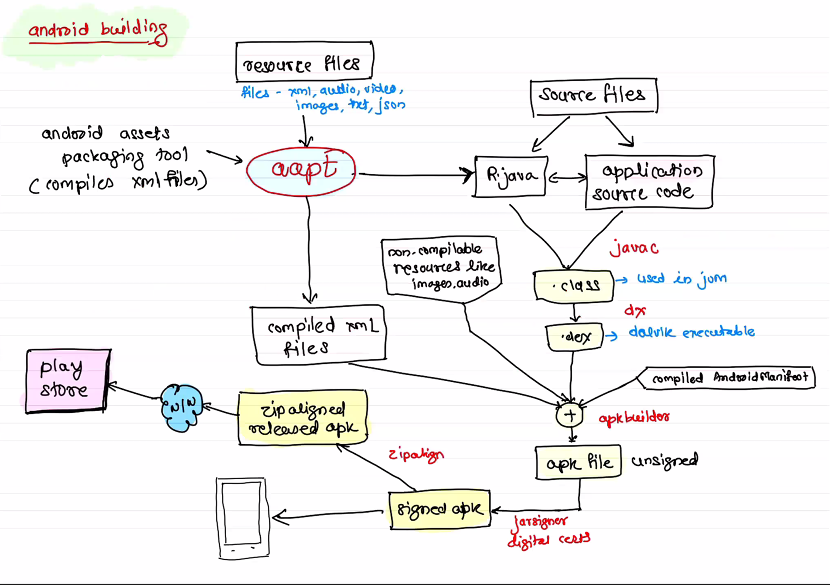 android building
resource files
files - xml, audio, video,
images, txt, json
source files
android assets
packaging tool
(compiles xml files)
aapt
R.java
application
source code
non-compilable
resources like
images, audio
javac
.class
used in jvm
dx
.dex
dalvik executable
compiled xml
files
compiled AndroidManifest
play
store
N/W
zipaligned
released apk
+
apkbuilder
zipalign
apk file
unsigned
signed apk
jarsigner
digital certs